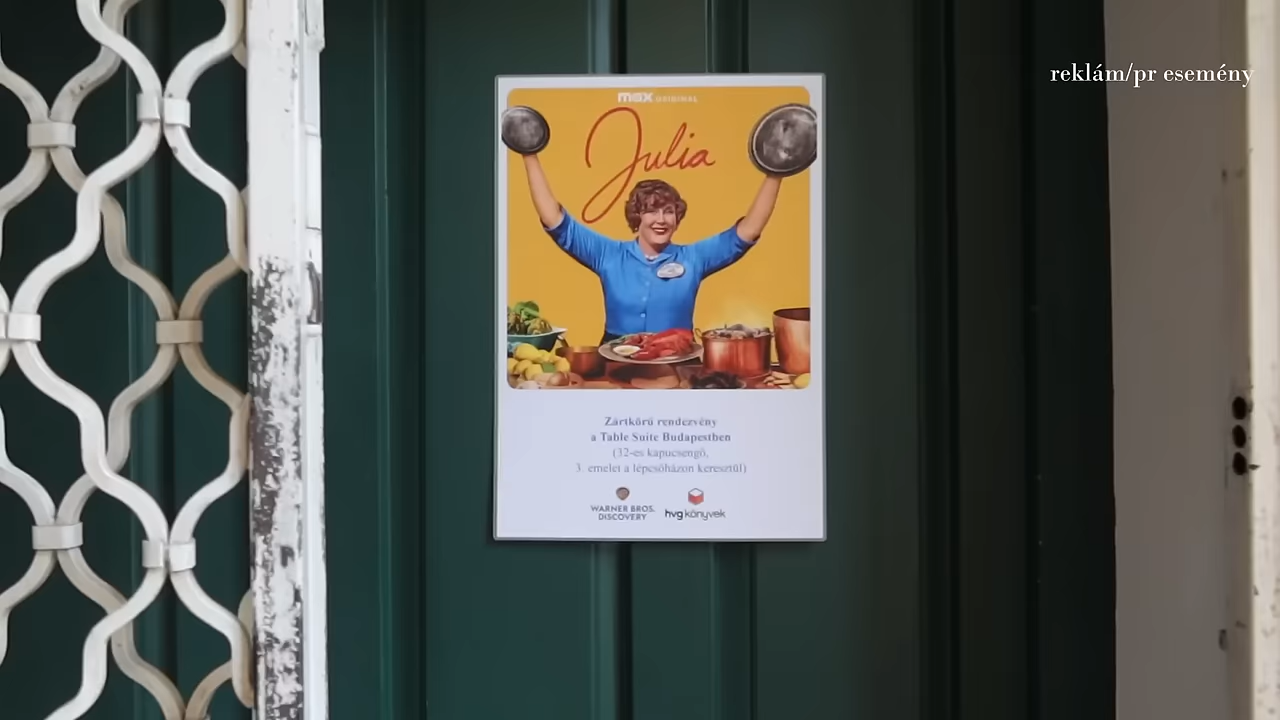 reklám/pr esemény
max ORIGINAL
Julia
Zártkörű rendezvény
a Table Suite Budapestben
(32-es kapucsengő,
3. emelet a lépcsőházon keresztül)
WARNER BROS.
DISCOVERY
hvg könyvek